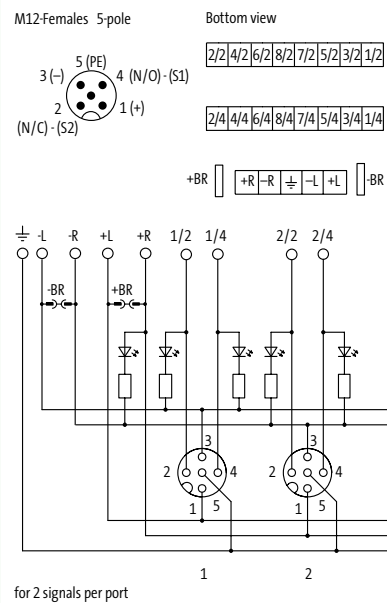 M12-Females 5-pole
Bottom view
5 (PE)
3 (–) 4 (N/O) - (S1)
2 1 (+)
(N/C) - (S2)
2/2 4/2 6/2 8/2 7/2 5/2 3/2 1/2
2/4 4/4 6/4 8/4 7/4 5/4 3/4 1/4
+BR +R –R ⏚ –L +L -BR
⏚ -L -R +L +R 1/2 1/4 2/2 2/4
-BR +BR
3 3
2 4 2 4
1 5 1 5
1 2
for 2 signals per port